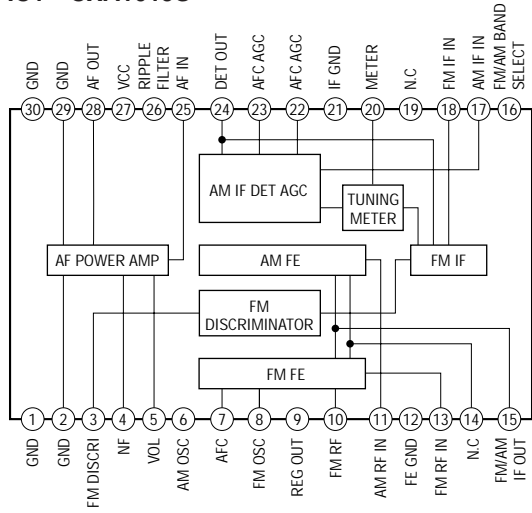 30 29 28 27 26 25 24 23 22 21 20 19 18 17 16
GND
GND
AF OUT
VCC
RIPPLE
FILTER
AF IN
DET OUT
AFC AGC
AFC AGC
IF GND
METER
N.C
FM IF IN
AM IF IN
FM/AM BAND
SELECT
AM IF DET AGC
TUNING
METER
AF POWER AMP
AM FE
FM IF
FM
DISCRIMINATOR
FM FE
1 2 3 4 5 6 7 8 9 10 11 12 13 14 15
GND
GND
FM DISCRI
NF
VOL
AM OSC
AFC
FM OSC
REG OUT
FM RF
AM RF IN
FE GND
FM RF IN
N.C
FM/AM
IF OUT